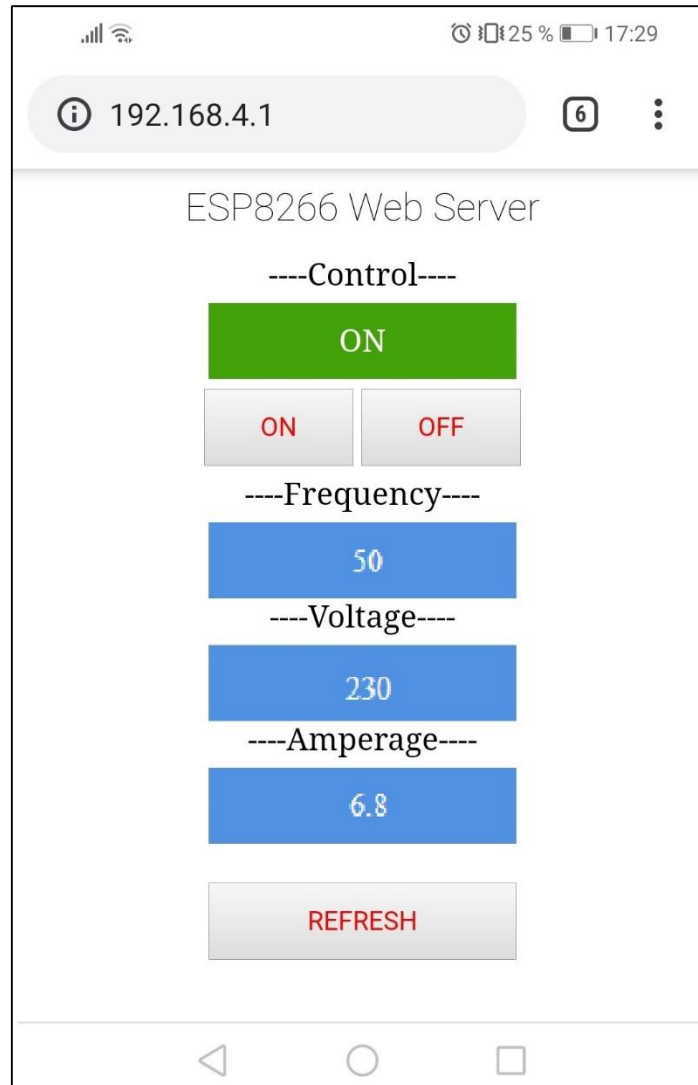 25 % 17:29
192.168.4.1 6
ESP8266 Web Server
----Control----
ON
ON OFF
----Frequency----
50
----Voltage----
230
----Amperage----
6.8
REFRESH